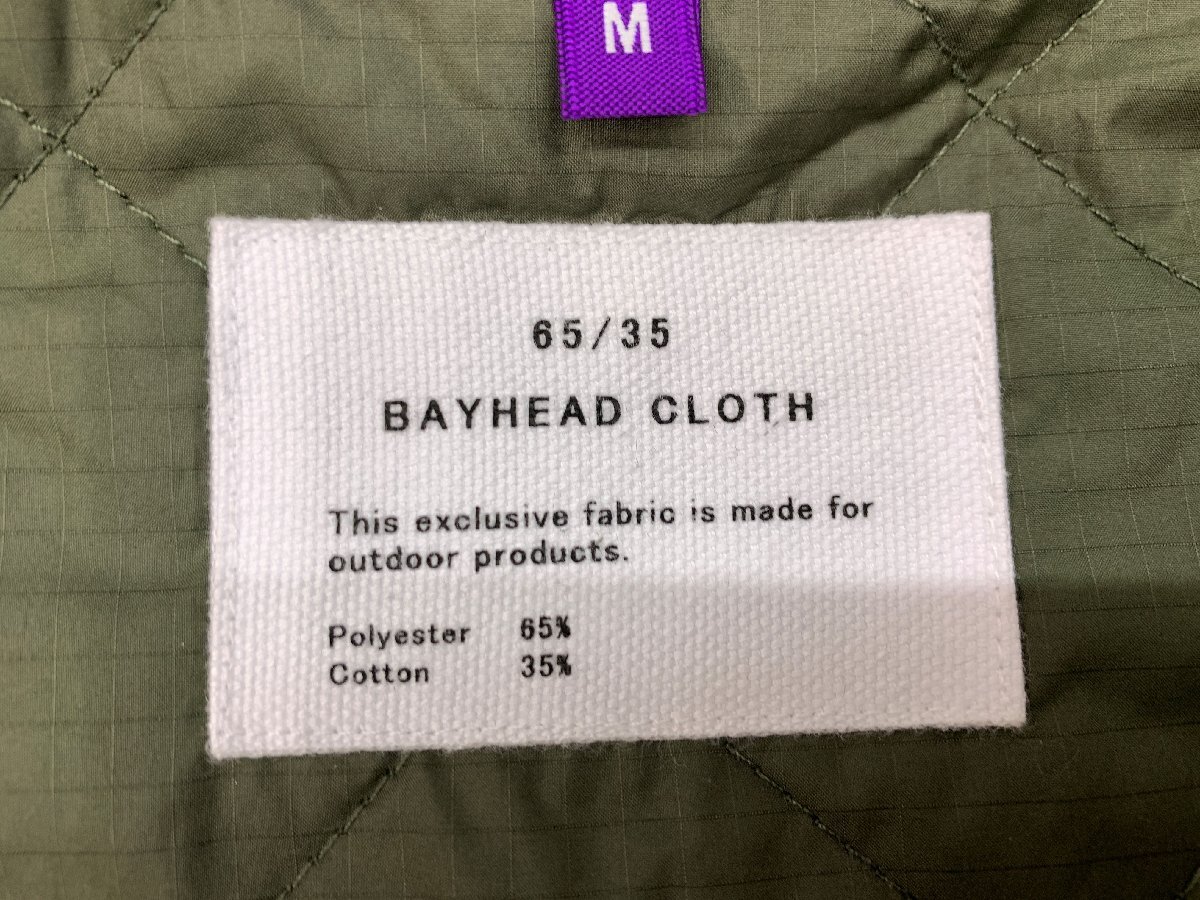 M
65/35
BAYHEAD CLOTH
This exclusive fabric is made for
outdoor products.
Polyester 65%
Cotton 35%